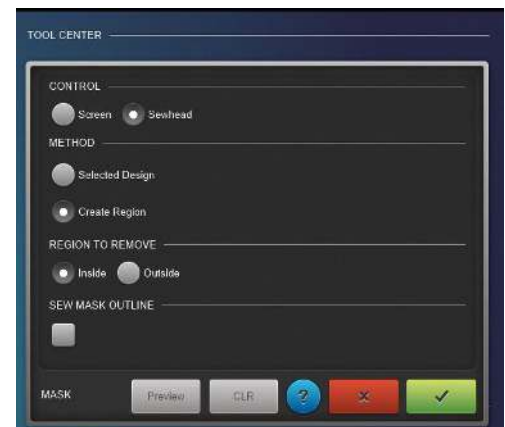 TOOL CENTER
CONTROL
Screen Sewhead
METHOD
Selected Design
Create Region
REGION TO REMOVE
Inside Outside
SEW MASK OUTLINE
MASK Preview CLR ? × ✓